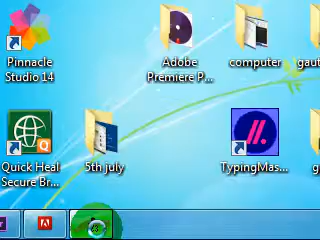 Pinnacle
Studio 14
Adobe
Premiere P...
computer
gaut
Quick Heal
Secure Br...
5th july
TypingMas...
g